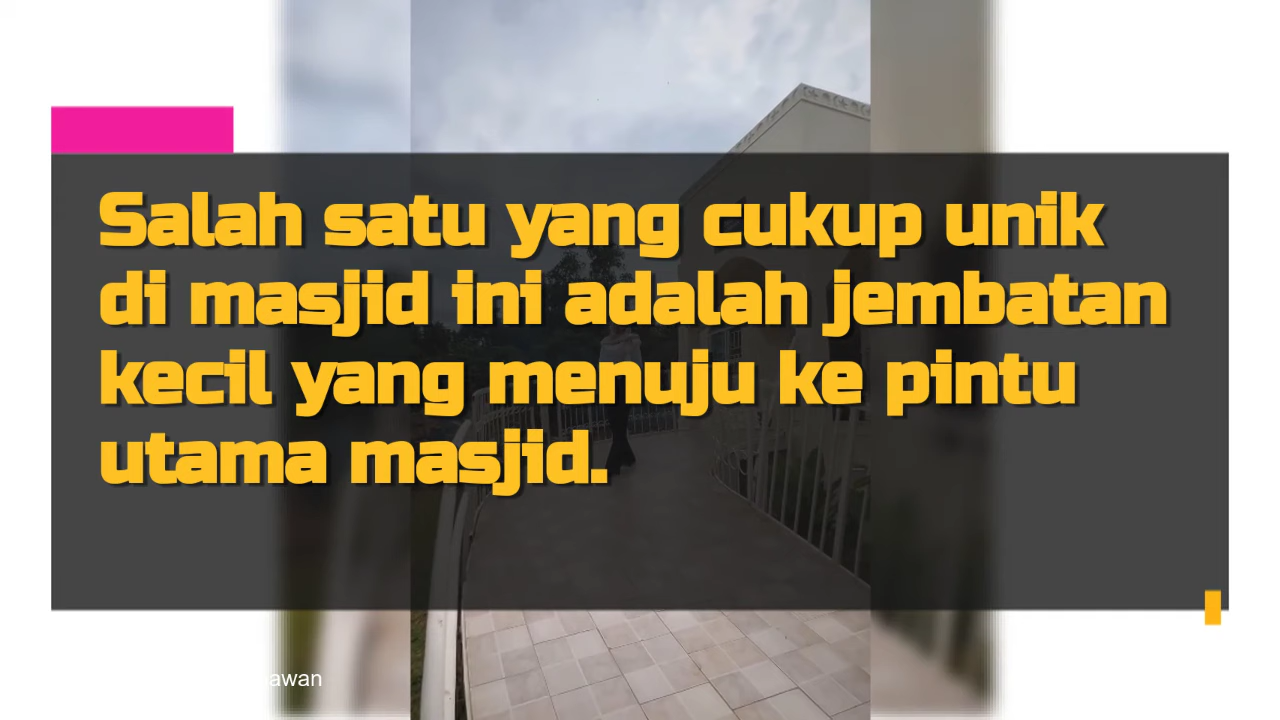 Salah satu yang cukup unik
di masjid ini adalah jembatan
kecil yang menuju ke pintu
utama masjid.